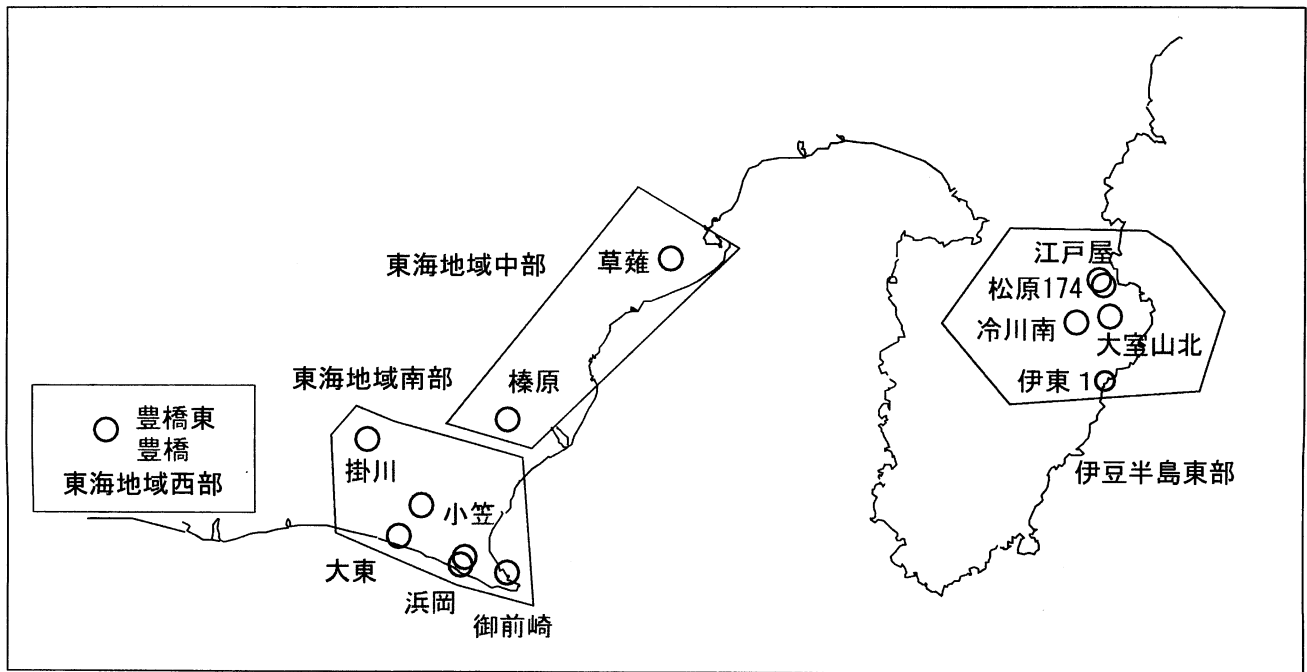 江戸屋
草薙
東海地域中部
松原174
冷川南
大室山北
東海地域南部
榛原
伊東1
豊橋東
豊橋
掛川
伊豆半島東部
東海地域西部
小笠
大東
浜岡
御前崎